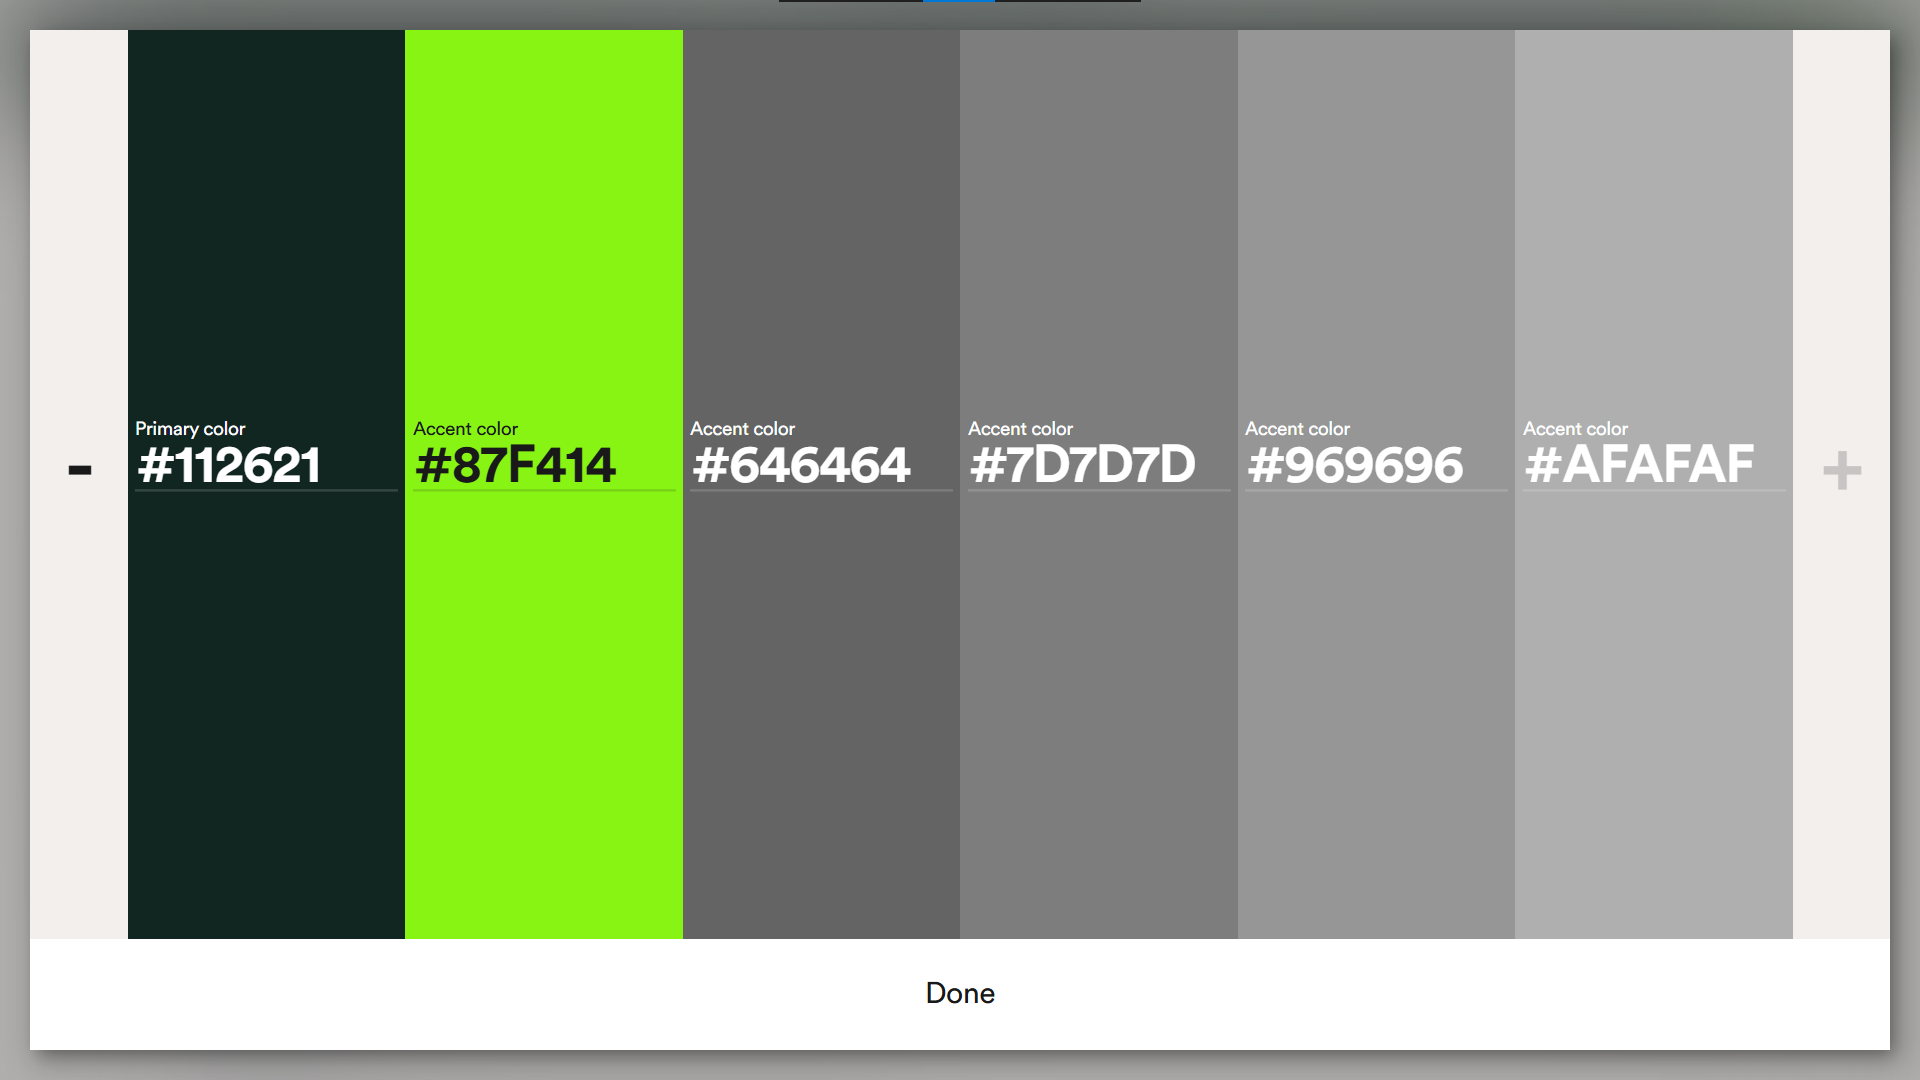 Primary color
#112621
Accent color
#87F414
Accent color
#646464
Accent color
#7D7D7D
Accent color
#969696
Accent color
#AFAFAF
-
+
Done